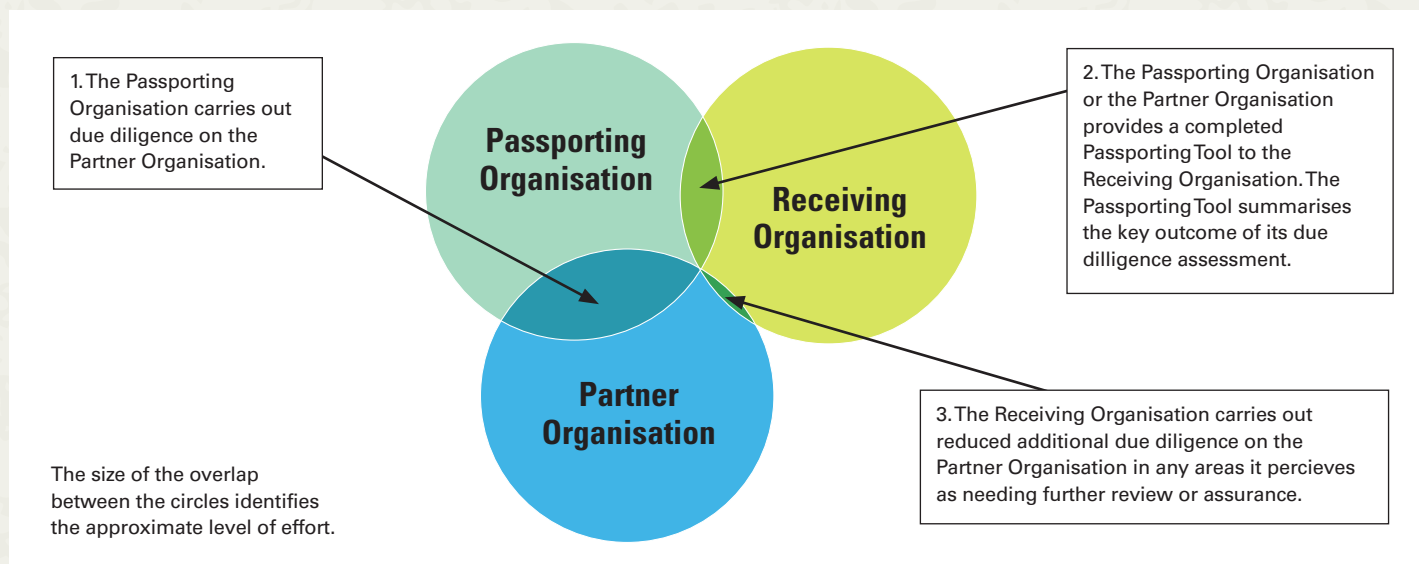 1. The Passporting
Organisation carries out
due diligence on the
Partner Organisation.
Passporting
Organisation
Receiving
Organisation
2. The Passporting Organisation
or the Partner Organisation
provides a completed
Passporting Tool to the
Receiving Organisation. The
Passporting Tool summarises
the key outcome of its due
dilligence assessment.
Partner
Organisation
3. The Receiving Organisation carries out
reduced additional due diligence on the
Partner Organisation in any areas it percieves
as needing further review or assurance.
The size of the overlap
between the circles identifies
the approximate level of effort.